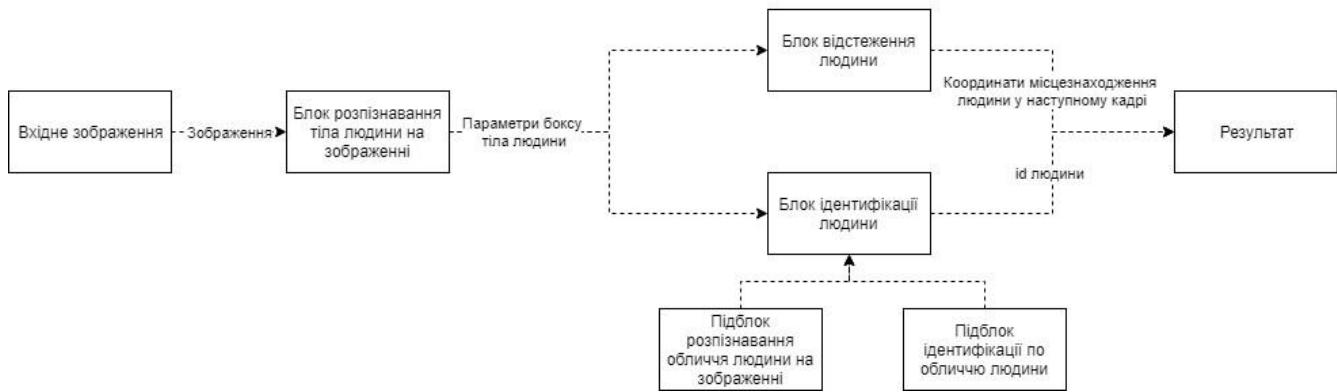 Вхідне зображення
Зображення
Блок розпізнавання
тіла людини на
зображенні
Параметри боксу
тіла людини
Блок відстеження
людини
Координати місцезнаходження
людини у наступному кадрі
Результат
id людини
Блок ідентифікації
людини
Підблок
розпізнавання
обличчя людини на
зображенні
Підблок
ідентифікації по
обличчю людини